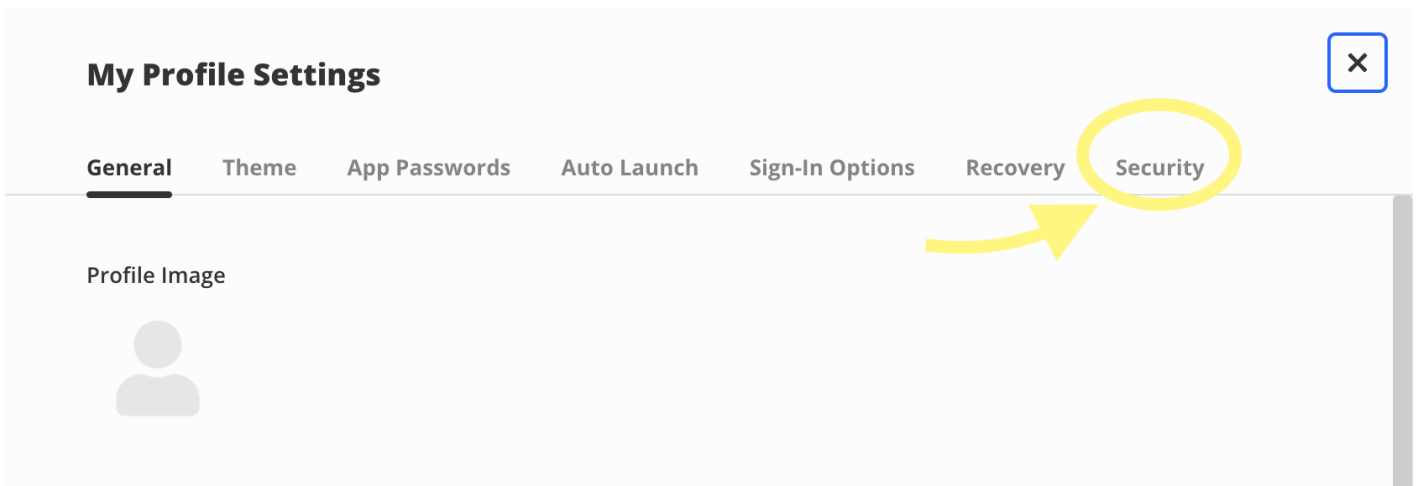 My Profile Settings
General Theme App Passwords Auto Launch Sign-In Options Recovery Security
Profile Image